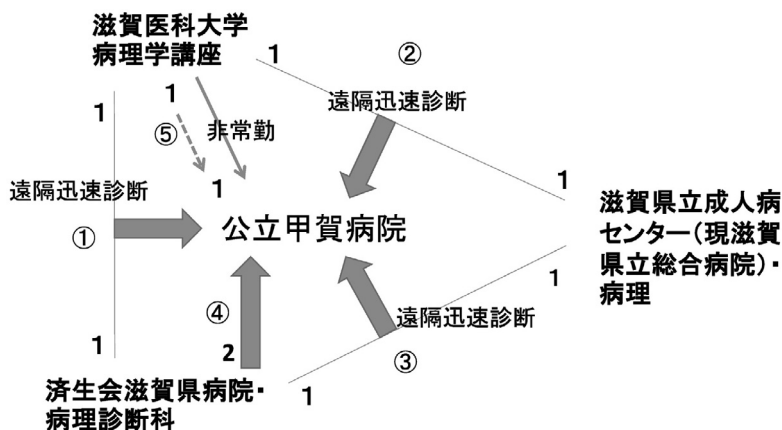 滋賀医科大学
病理学講座
1
②
1
1
⑤
非常勤
遠隔迅速診断
遠隔迅速診断
1
1
①
公立甲賀病院
滋賀県立成人病
センター(現滋賀
県立総合病院)・
病理
1
④
遠隔迅速診断
③
1
2
1
済生会滋賀県病院・
病理診断科